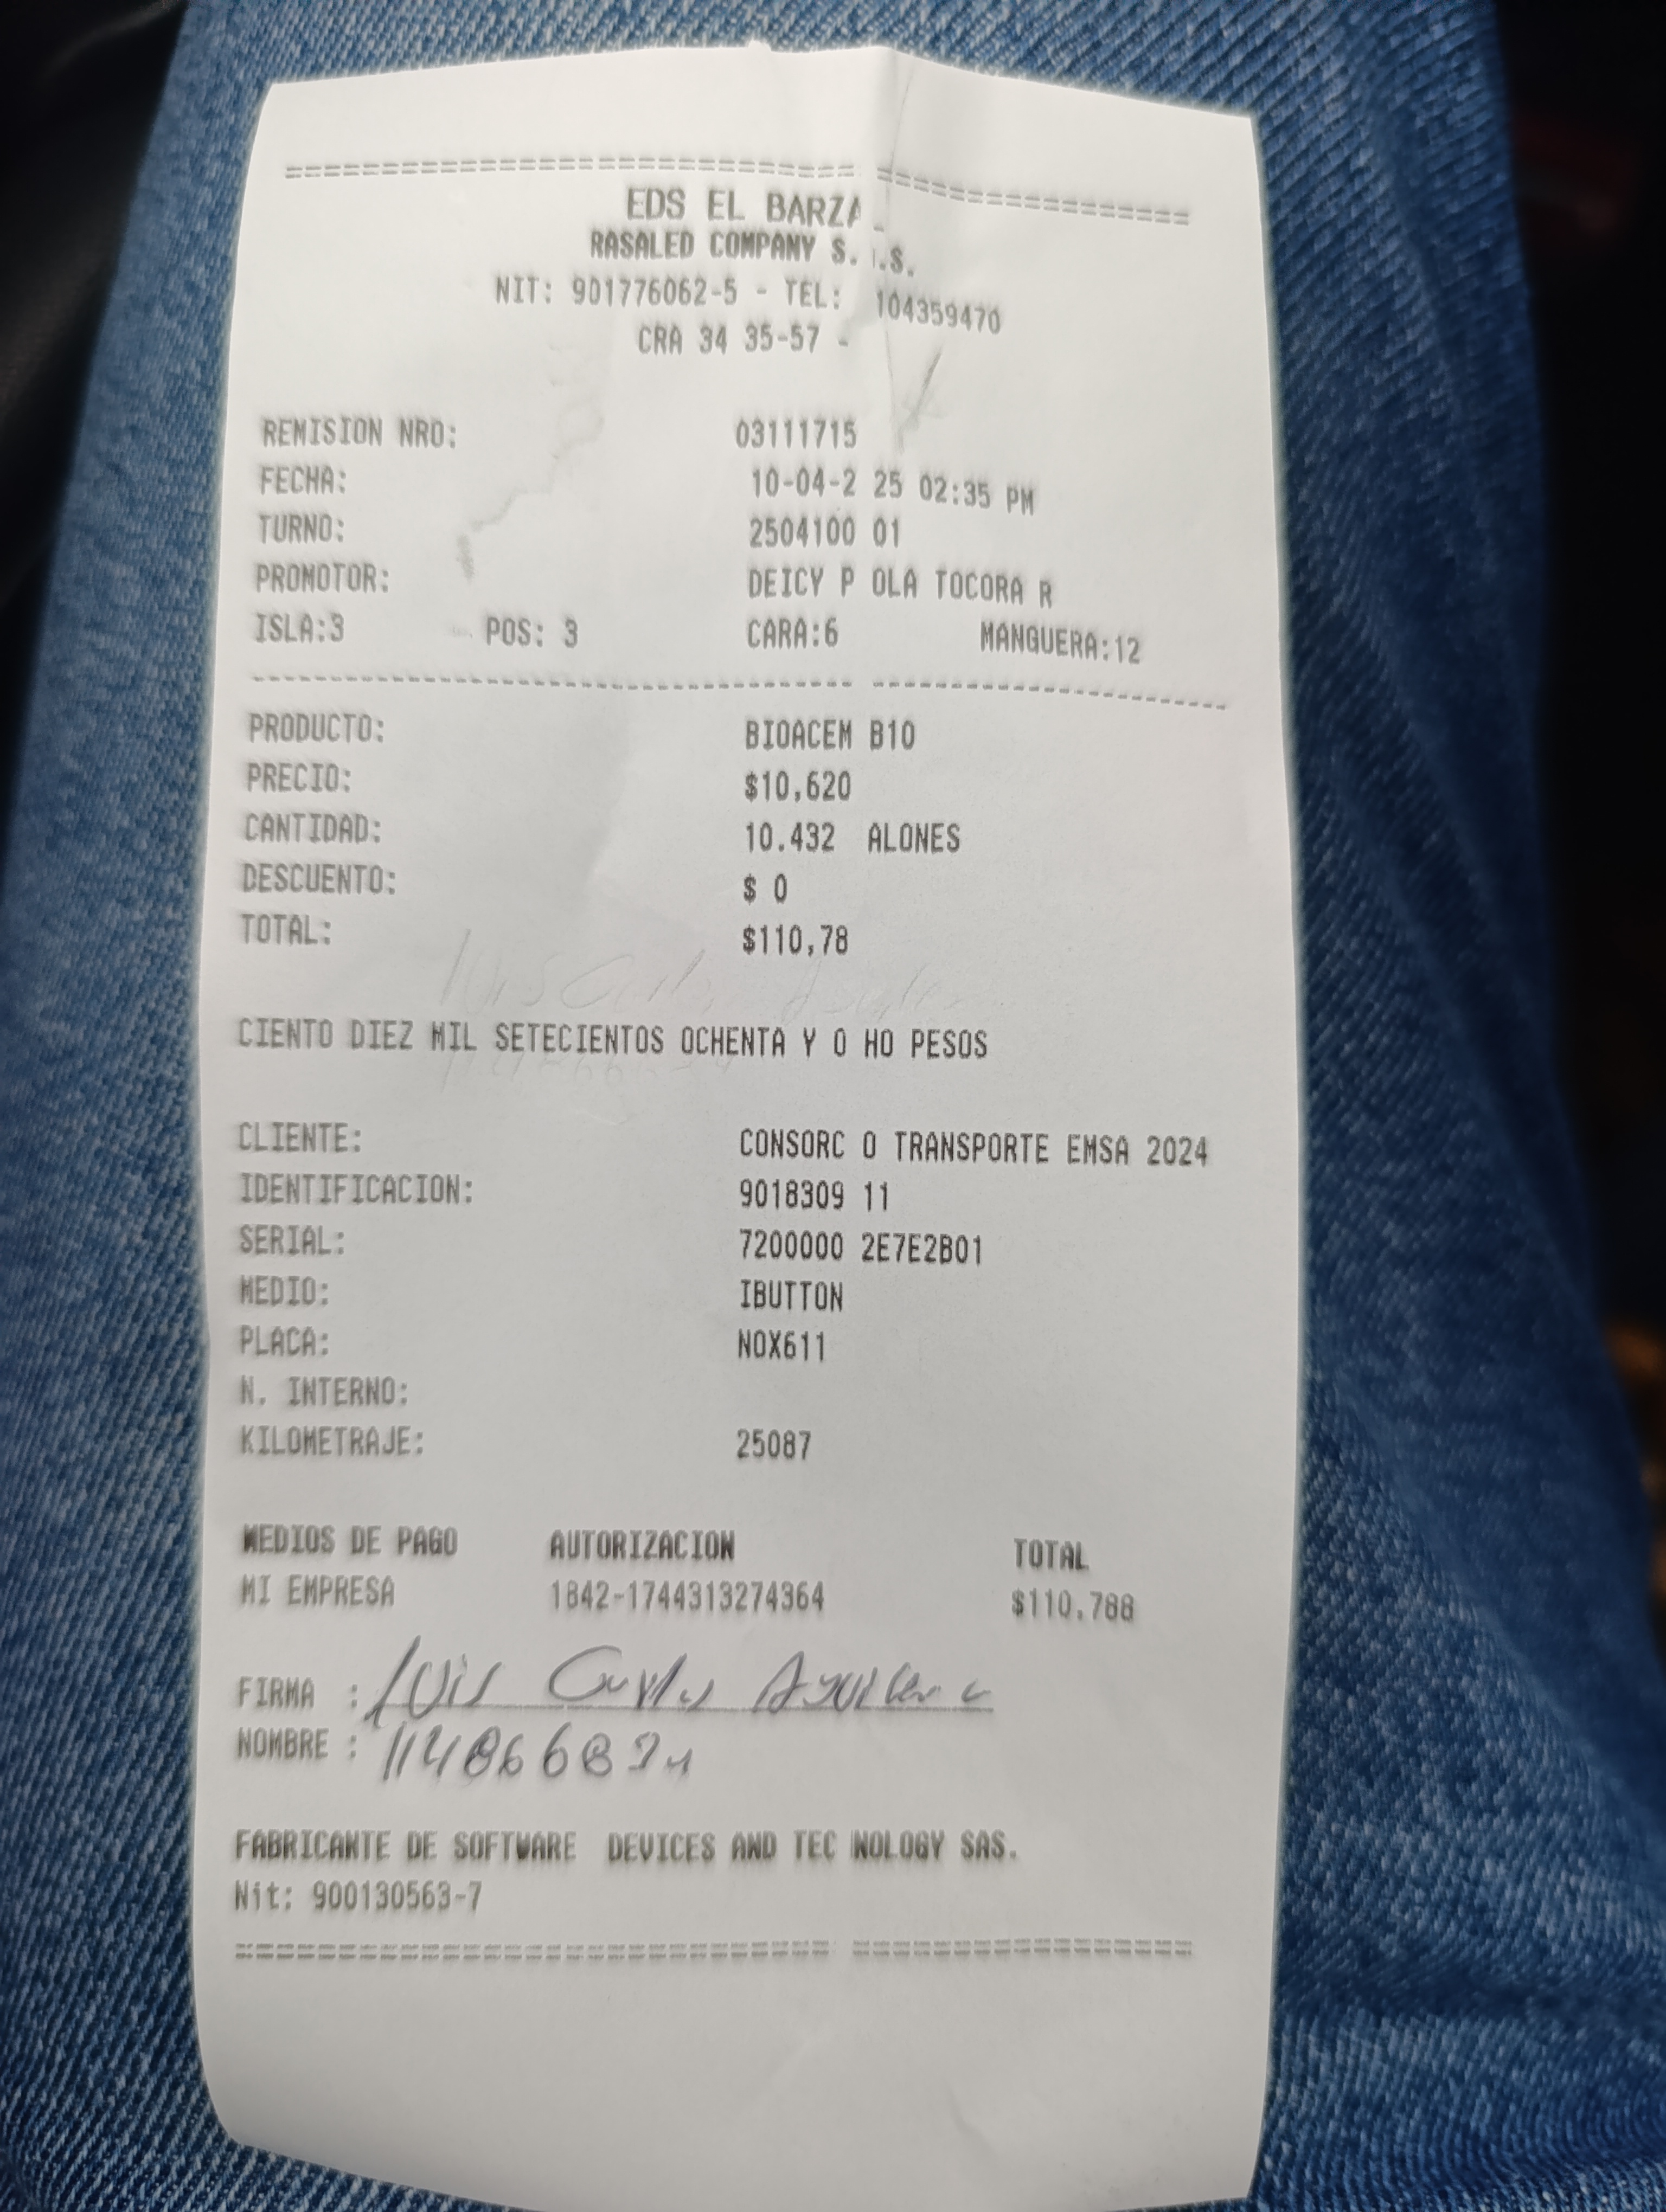 EDS EL BARZA
RASALED COMPANY S. .S.
NIT: 901776062-5 - TEL: 104359470
CRA 34 35-57 -
REMISION NRO: 03111715
FECHA: 10-04-2 25 02:35 PM
TURNO: 2504100 01
PROMOTOR: DEICY P OLA TOCORA R
ISLA:3 POS: 3 CARA:6 MANGUERA:12
PRODUCTO: BIOACEM B10
PRECIO: $10,620
CANTIDAD: 10.432 ALONES
DESCUENTO: $ 0
TOTAL: $110,78
CIENTO DIEZ MIL SETECIENTOS OCHENTA Y O HO PESOS
CLIENTE: CONSORC O TRANSPORTE EMSA 2024
IDENTIFICACION: 9018309 11
SERIAL: 7200000 2E7E2B01
MEDIO: IBUTTON
PLACA: NOX611
N. INTERNO:
KILOMETRAJE: 25087
MEDIOS DE PAGO AUTORIZACION TOTAL
MI EMPRESA 1842-1744313274364 $110,788
FIRMA : Luis Carlos Aguilera
NOMBRE :
FABRICANTE DE SOFTWARE DEVICES AND TEC NOLOGY SAS.
Nit: 900130563-7